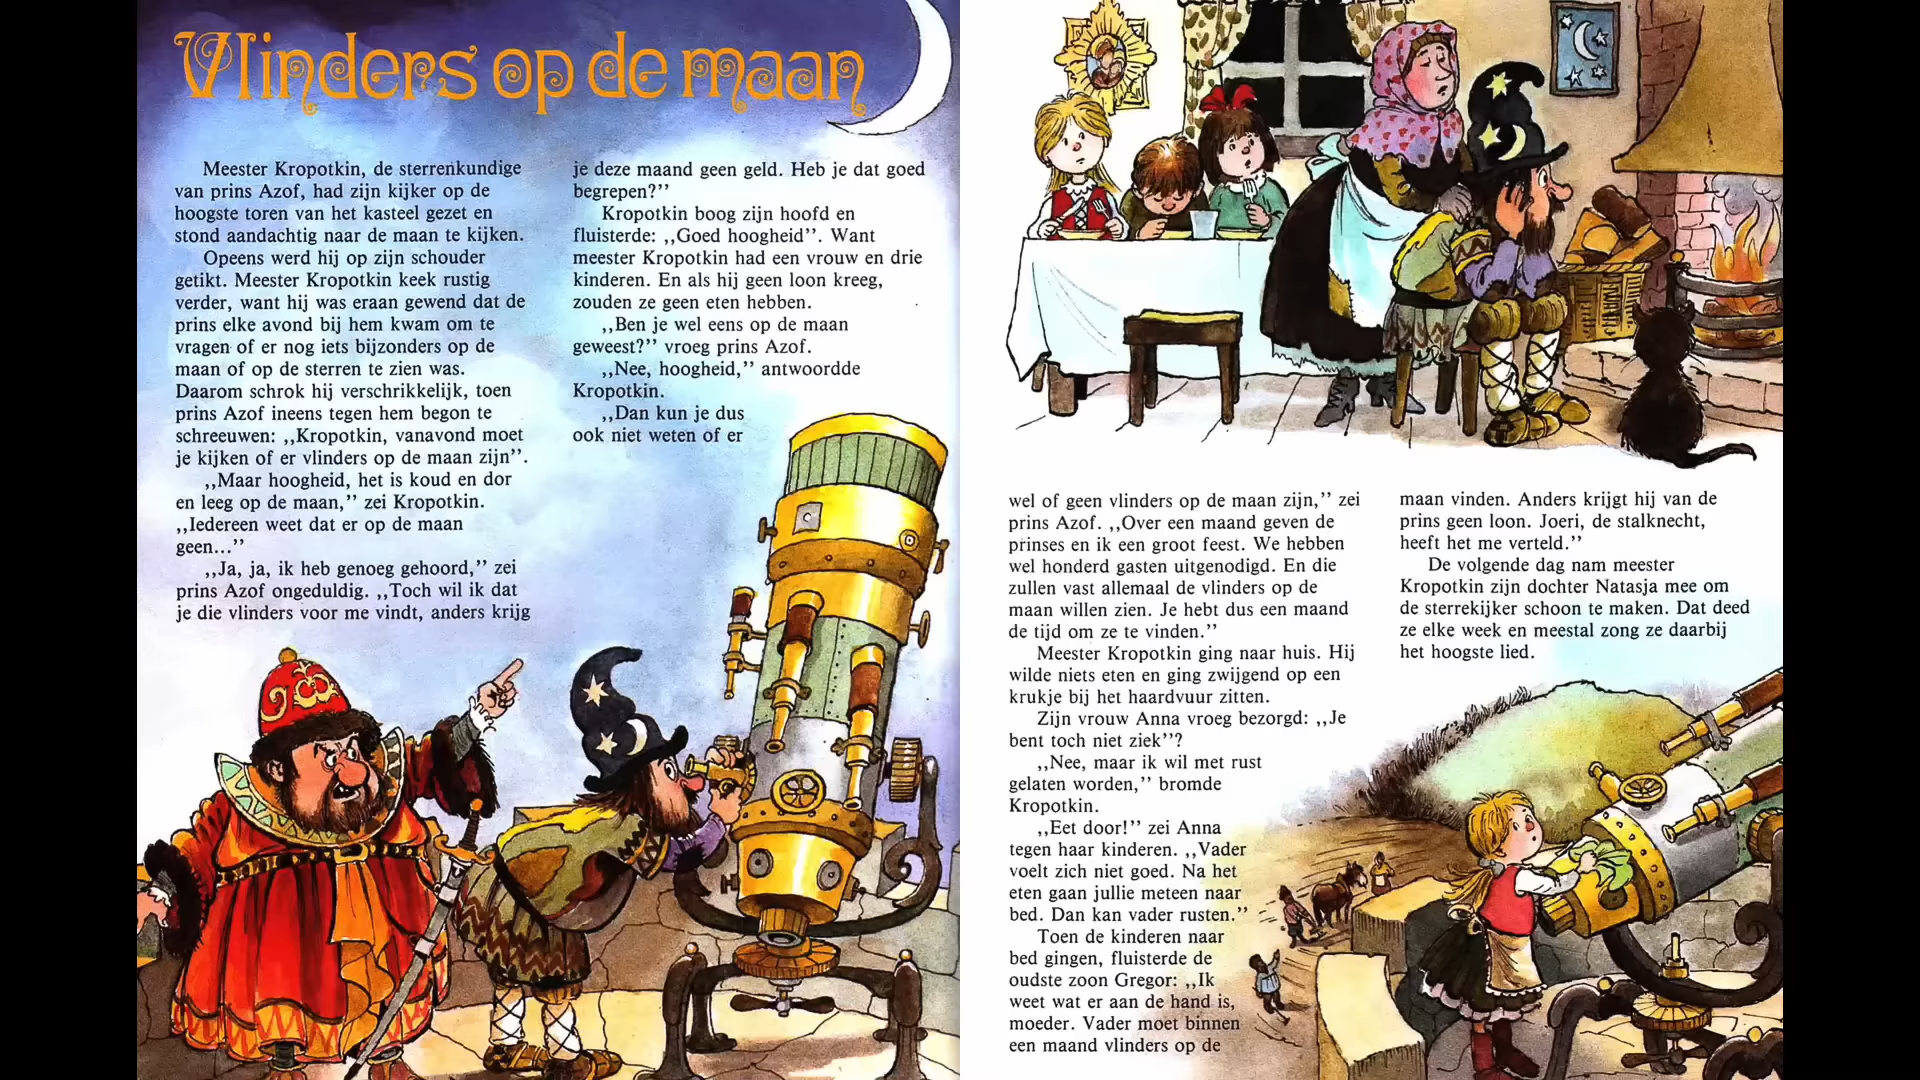 Vlinders op de maan
Meester Kropotkin, de sterrenkundige
van prins Azof, had zijn kijker op de
hoogste toren van het kasteel gezet en
stond aandachtig naar de maan te kijken.
Opeens werd hij op zijn schouder
getikt. Meester Kropotkin keek rustig
verder, want hij was eraan gewend dat de
prins elke avond bij hem kwam om te
vragen of er nog iets bijzonders op de
maan of op de sterren te zien was.
Daarom schrok hij verschrikkelijk, toen
prins Azof ineens tegen hem begon te
schreeuwen: ,,Kropotkin, vanavond moet
je kijken of er vlinders op de maan zijn’’.
,,Maar hoogheid, het is koud en dor
en leeg op de maan,’’ zei Kropotkin.
,,Iedereen weet dat er op de maan
geen...’’
,,Ja, ja, ik heb genoeg gehoord,’’ zei
prins Azof ongeduldig. ,,Toch wil ik dat
je die vlinders voor me vindt, anders krijg
je deze maand geen geld. Heb je dat goed
begrepen?’’
Kropotkin boog zijn hoofd en
fluisterde: ,,Goed hoogheid’’. Want
meester Kropotkin had een vrouw en drie
kinderen. En als hij geen loon kreeg,
zouden ze geen eten hebben.
,,Ben je wel eens op de maan
geweest?’’ vroeg prins Azof.
,,Nee, hoogheid,’’ antwoordde
Kropotkin.
,,Dan kun je dus
ook niet weten of er
wel of geen vlinders op de maan zijn,’’ zei
prins Azof. ,,Over een maand geven de
prinses en ik een groot feest. We hebben
wel honderd gasten uitgenodigd. En die
zullen vast allemaal de vlinders op de
maan willen zien. Je hebt dus een maand
de tijd om ze te vinden.’’
Meester Kropotkin ging naar huis. Hij
wilde niets eten en ging zwijgend op een
krukje bij het haardvuur zitten.
Zijn vrouw Anna vroeg bezorgd: ,,Je
bent toch niet ziek’’?
,,Nee, maar ik wil met rust
gelaten worden,’’ bromde
Kropotkin.
,,Eet door!’’ zei Anna
tegen haar kinderen. ,,Vader
voelt zich niet goed. Na het
eten gaan jullie meteen naar
bed. Dan kan vader rusten.’’
Toen de kinderen naar
bed gingen, fluisterde de
oudste zoon Gregor: ,,Ik
weet wat er aan de hand is,
moeder. Vader moet binnen
een maand vlinders op de
maan vinden. Anders krijgt hij van de
prins geen loon. Joeri, de stalknecht,
heeft het me verteld.’’
De volgende dag nam meester
Kropotkin zijn dochter Natasja mee om
de sterrekijker schoon te maken. Dat deed
ze elke week en meestal zong ze daarbij
het hoogste lied.